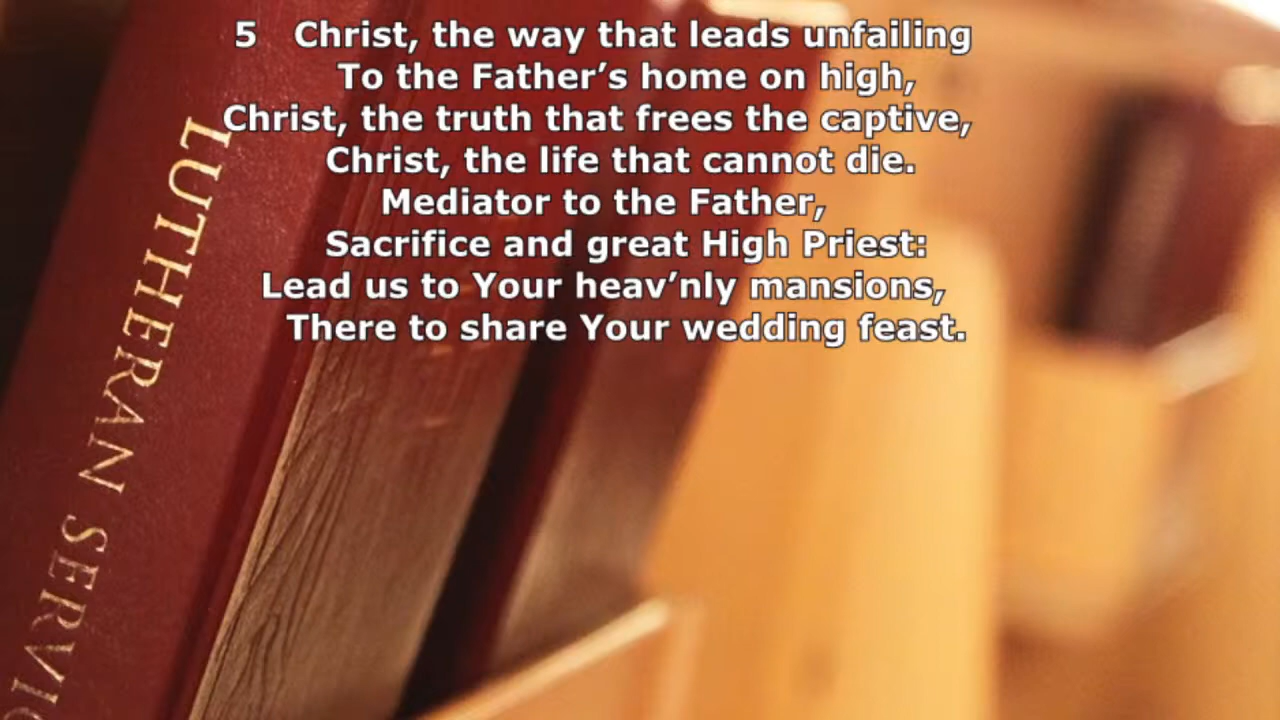 5 Christ, the way that leads unfailing
To the Father’s home on high,
Christ, the truth that frees the captive,
Christ, the life that cannot die.
Mediator to the Father,
Sacrifice and great High Priest:
Lead us to Your heav’nly mansions,
There to share Your wedding feast.
LUTHERAN SERVIC